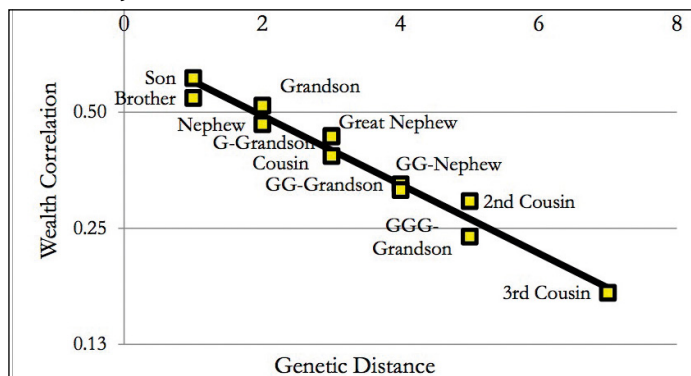 0 2 4 6 8
Son
Grandson
Brother
0.50
Nephew
Great Nephew
G-Grandson
Cousin
GG-Nephew
GG-Grandson
2nd Cousin
0.25
GGG-
Grandson
3rd Cousin
0.13
Wealth Correlation
Genetic Distance